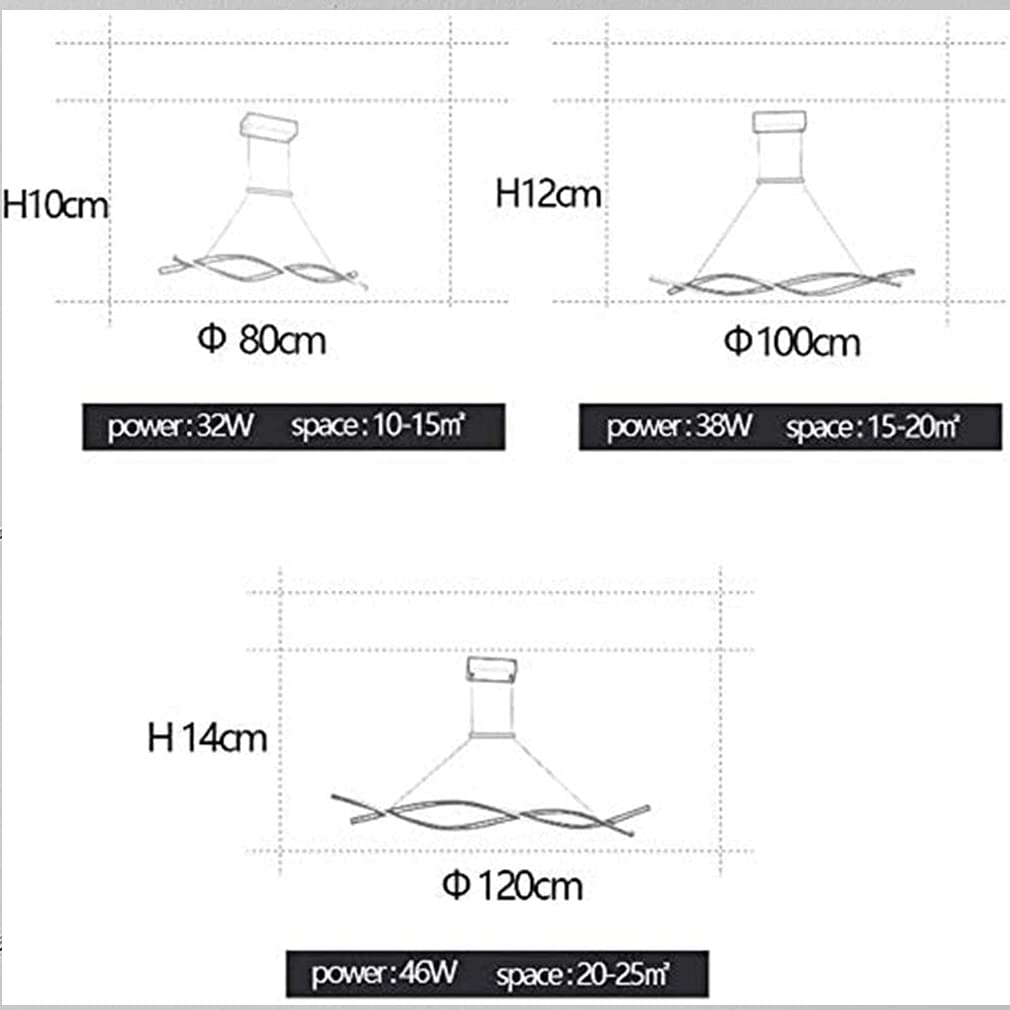 H10cm
Φ 80cm
power:32W space:10-15㎡
H12cm
Φ100cm
power:38W space:15-20㎡
H 14cm
Φ 120cm
power:46W space:20-25㎡